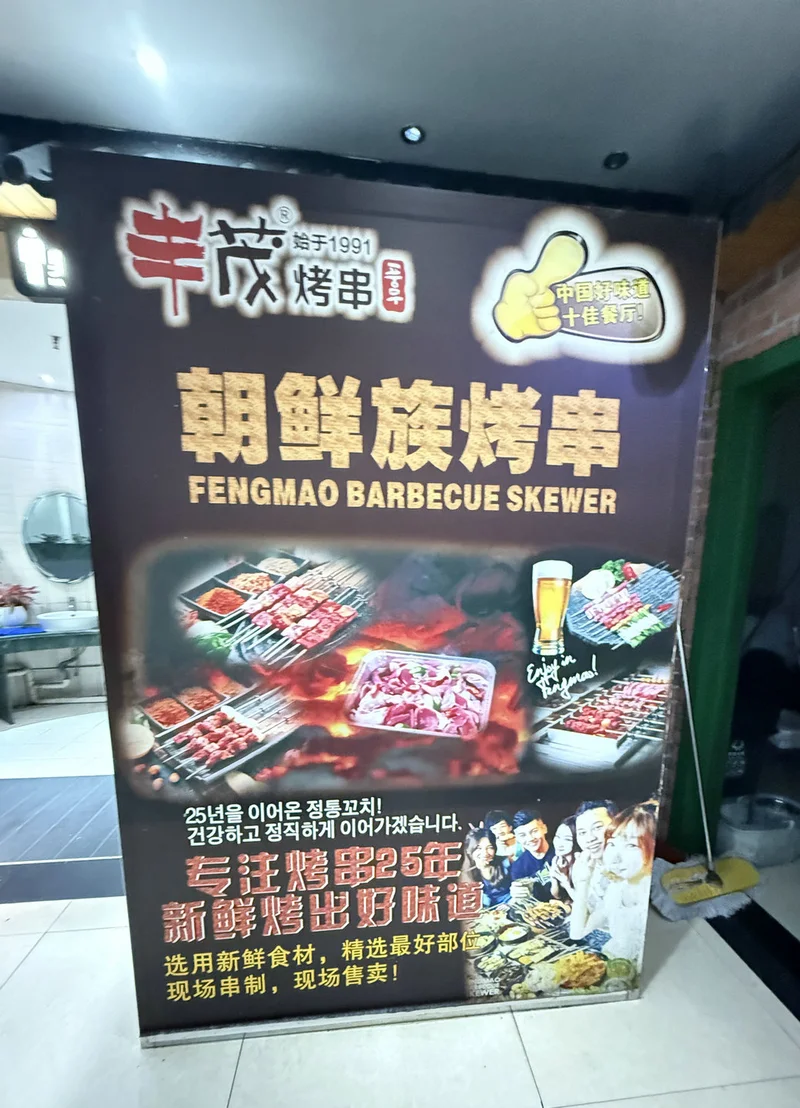 丰茂® 始于1991
烤串 풍무
中国好味道
十佳餐厅!
朝鲜族烤串
FENGMAO BARBECUE SKEWER
Enjoy in
Fengmao!
25년을 이어온 정통꼬치!
건강하고 정직하게 이어가겠습니다.
专注烤串25年
新鲜烤出好味道
选用新鲜食材，精选最好部位
现场串制，现场售卖!